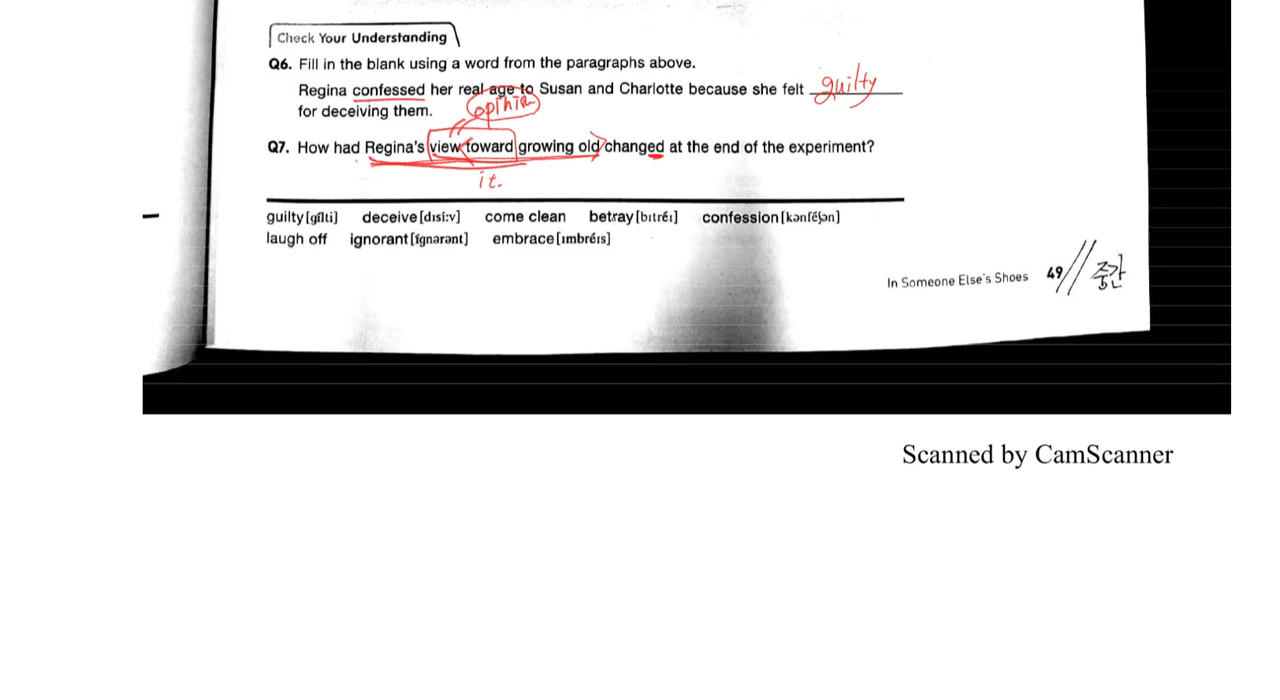 Check Your Understanding
Q6. Fill in the blank using a word from the paragraphs above.
Regina confessed her real age to Susan and Charlotte because she felt guilty
for deceiving them.
Q7. How had Regina's view toward growing old changed at the end of the experiment?
it.
guilty [gílti] deceive [dɪsíːv] come clean betray [bɪtréɪ] confession [kənféʃən]
laugh off ignorant [ígnərənt] embrace [ɪmbréɪs]
In Someone Else's Shoes 49
Scanned by CamScanner